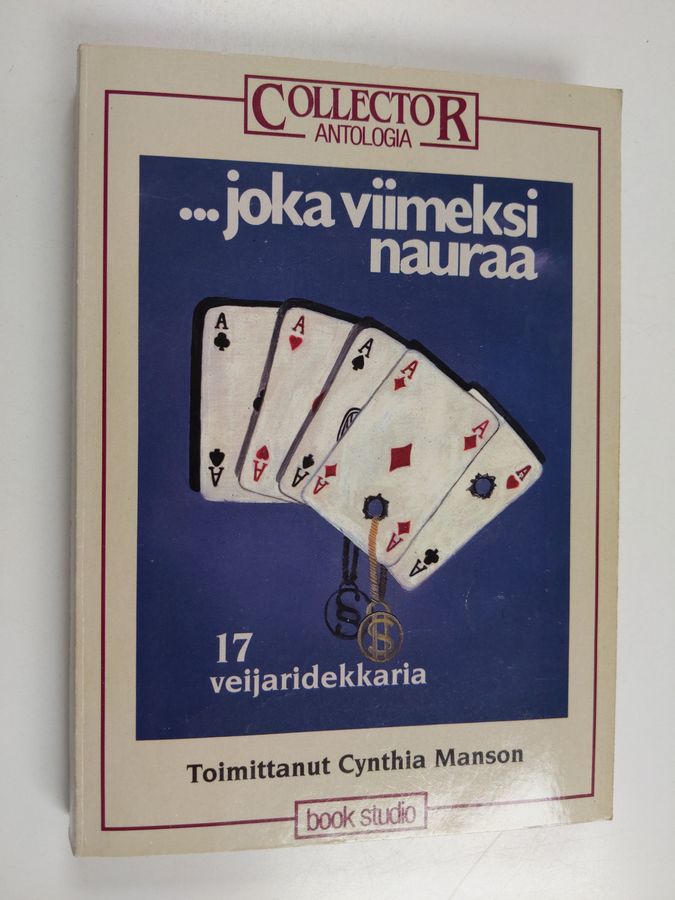 COLLECTOR
ANTOLOGIA
...joka viimeksi
nauraa
A
A
A
A
A
A
A
A
A
A
A
A
17
veijaridekkaria
Toimittanut Cynthia Manson
book studio